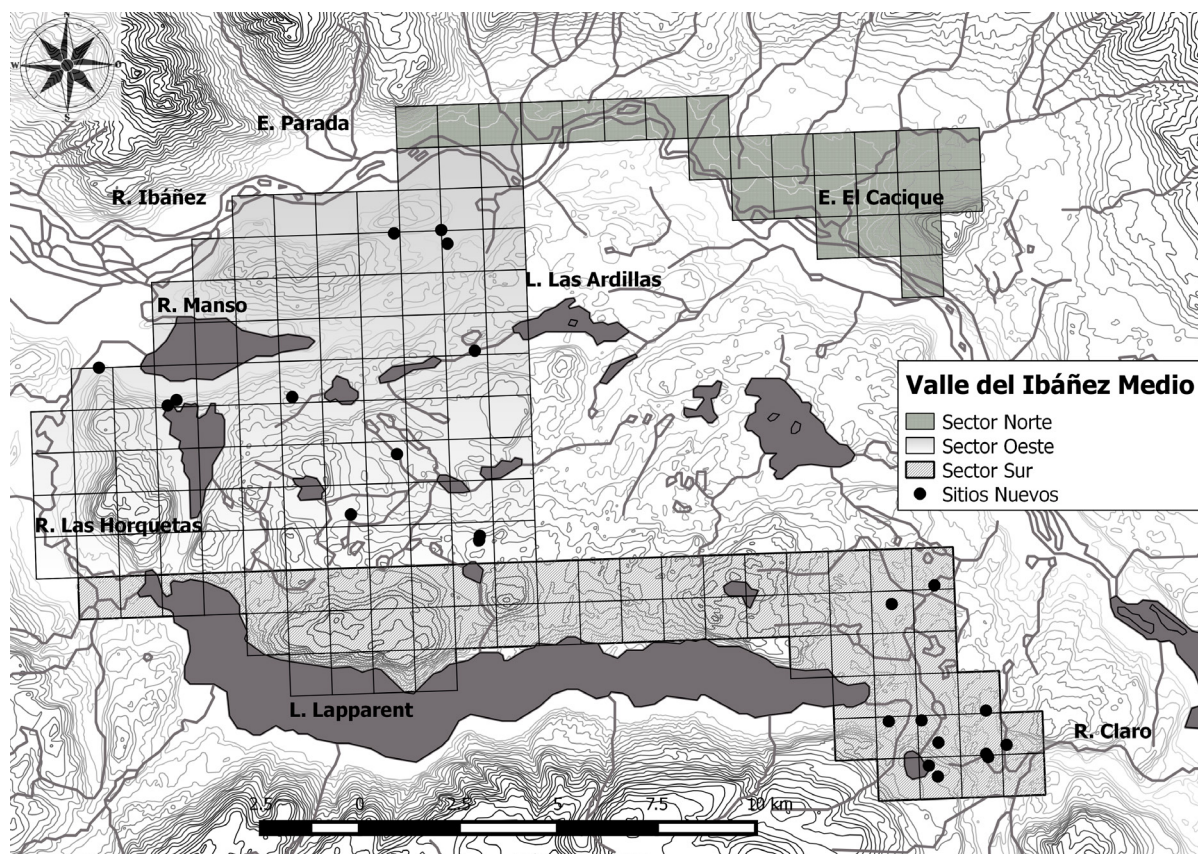 N
W
O
S
E. Parada
R. Ibáñez
E. El Cacique
L. Las Ardillas
R. Manso
Valle del Ibáñez Medio
Sector Norte
Sector Oeste
Sector Sur
Sitios Nuevos
R. Las Horquetas
L. Lapparent
R. Claro
2.5 0 2.5 5 7.5 10 km